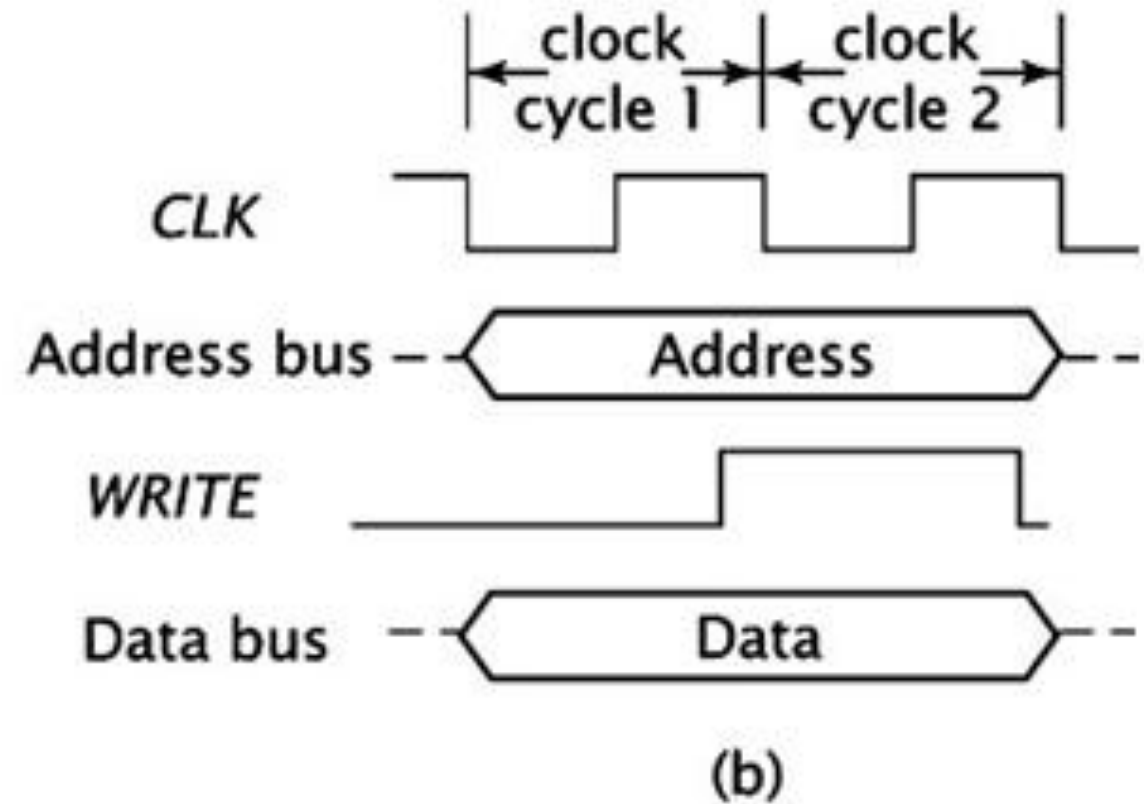 clock clock
cycle 1 cycle 2
CLK
Address bus Address
WRITE
Data bus Data
(b)